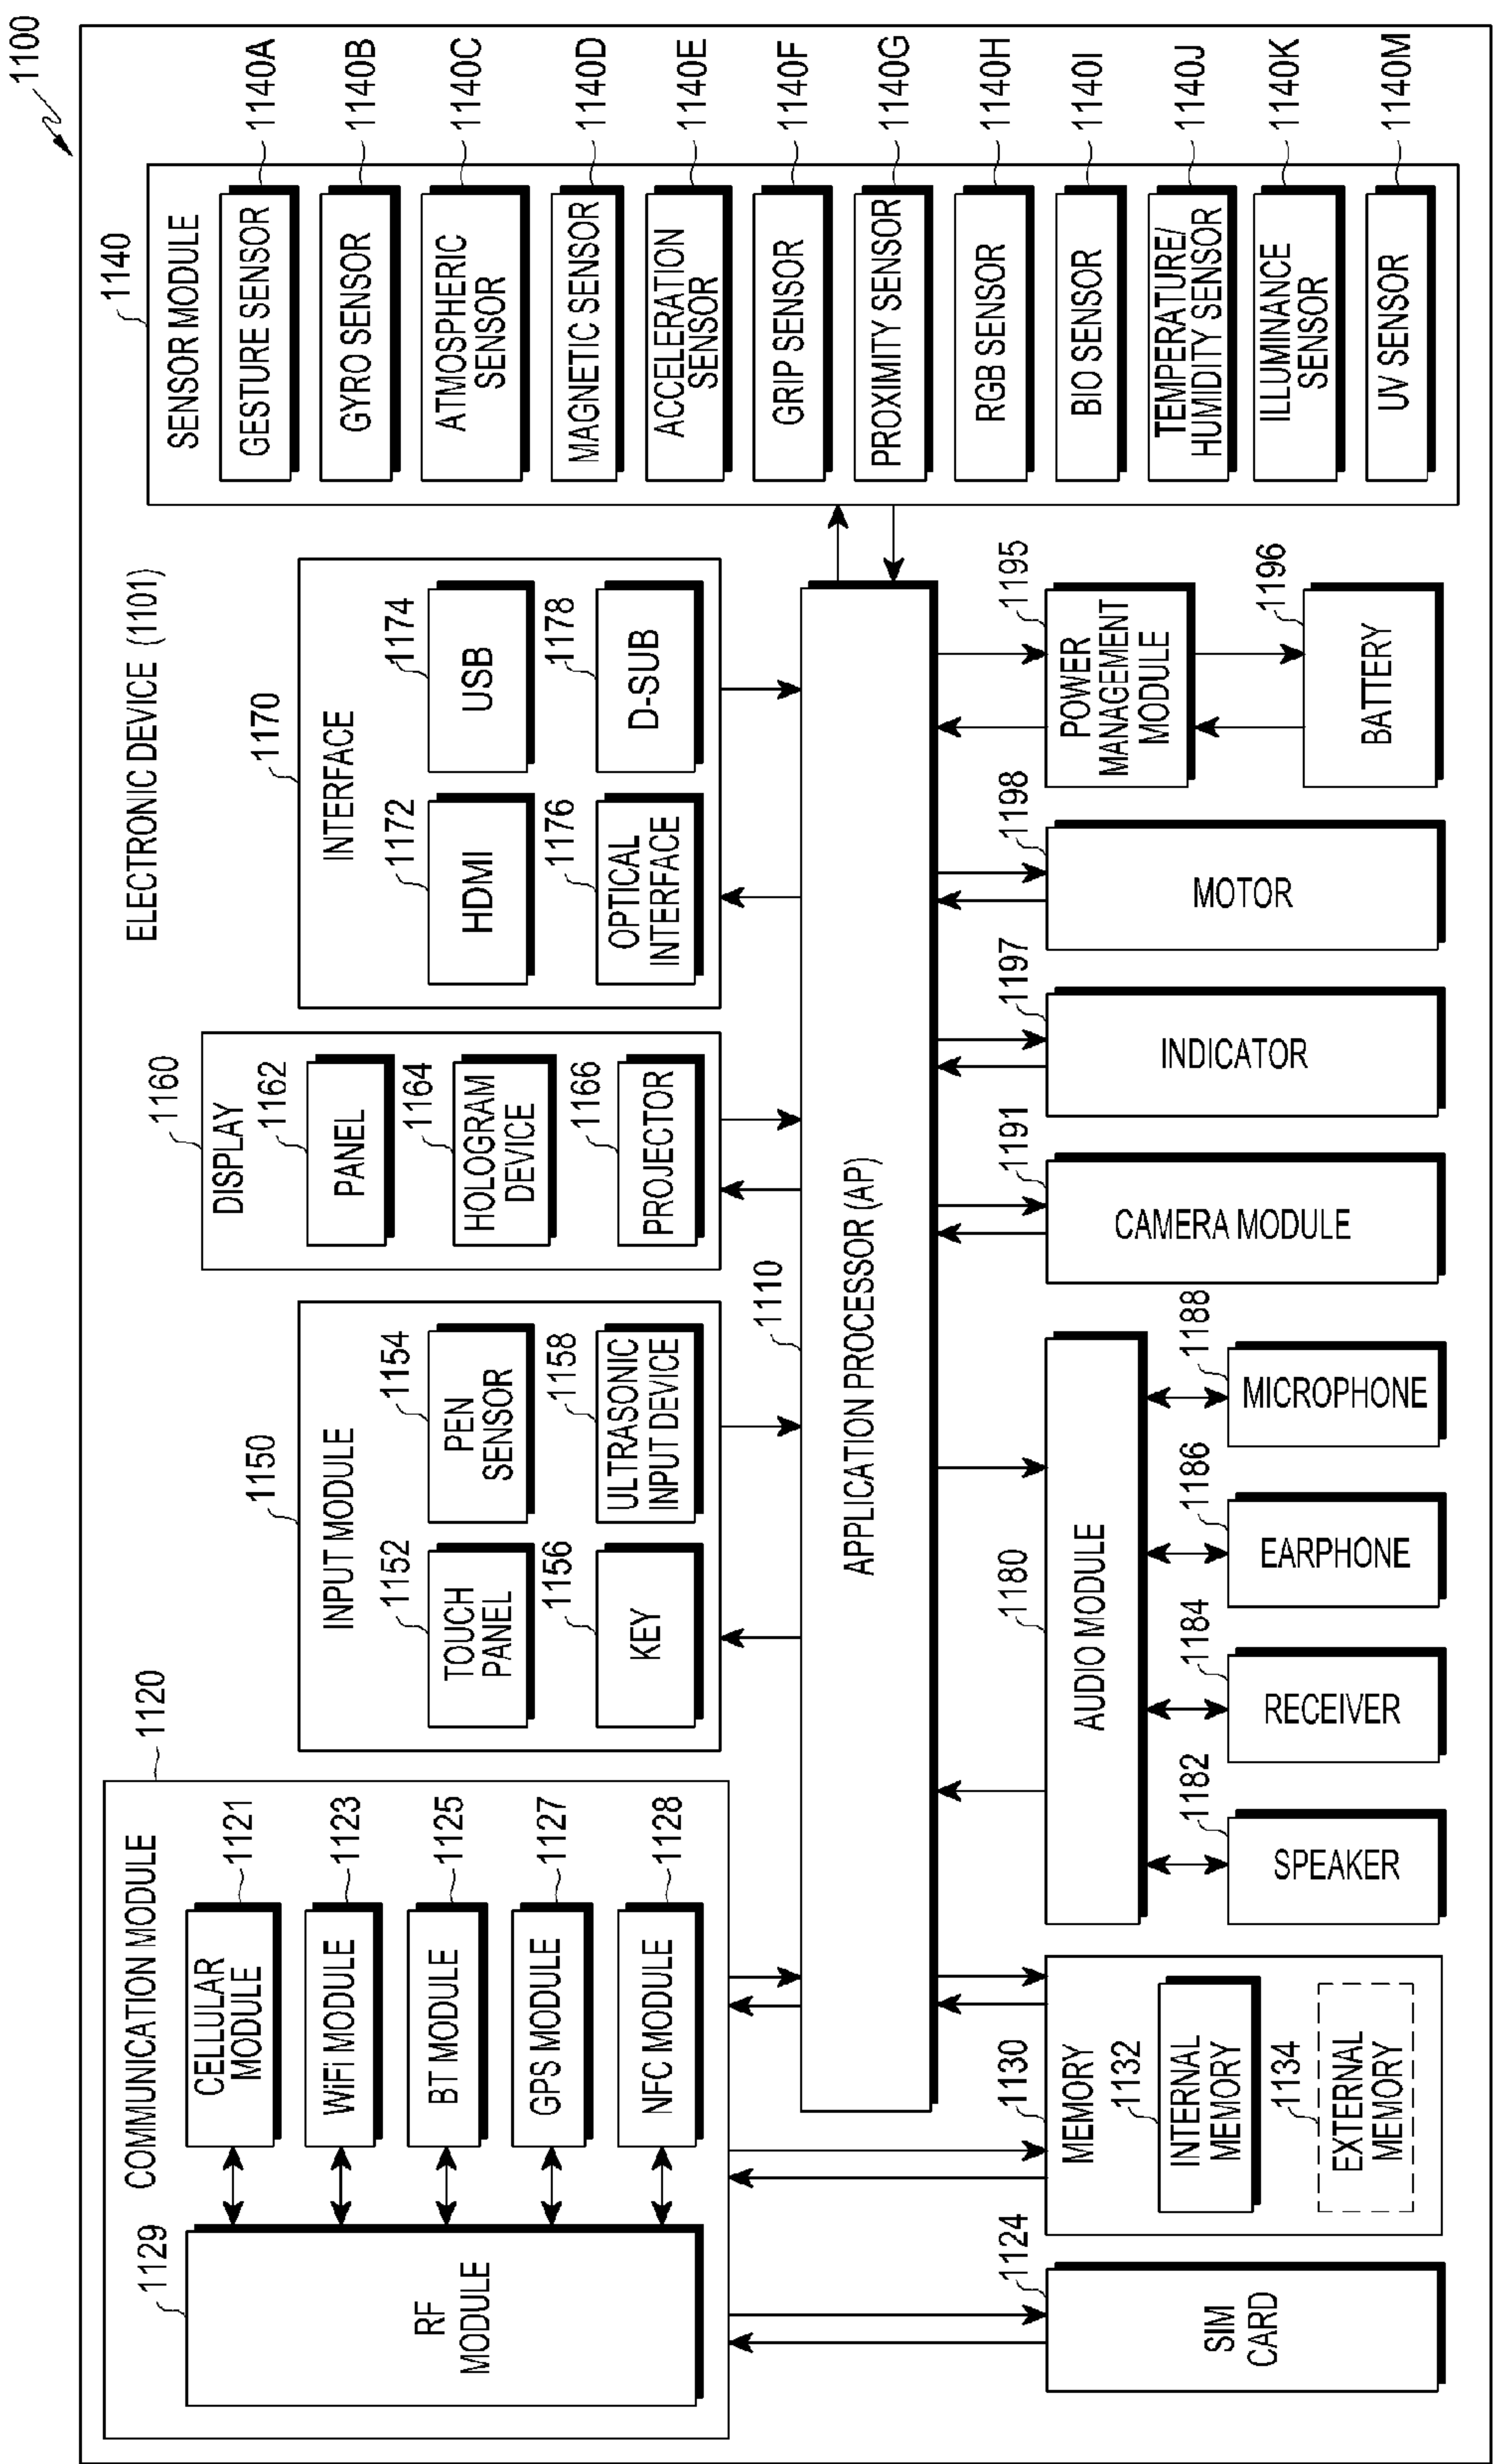 1100
ELECTRONIC DEVICE (1101)
COMMUNICATION MODULE
1120
1129
RF
MODULE
CELLULAR
MODULE
1121
WiFi MODULE
1123
BT MODULE
1125
GPS MODULE
1127
NFC MODULE
1128
1150
INPUT MODULE
1152
TOUCH
PANEL
1154
PEN
SENSOR
1156
KEY
1158
ULTRASONIC
INPUT DEVICE
1160
DISPLAY
1162
PANEL
1164
HOLOGRAM
DEVICE
1166
PROJECTOR
1170
INTERFACE
1172
HDMI
1174
USB
1176
OPTICAL
INTERFACE
1178
D-SUB
1140
SENSOR MODULE
GESTURE SENSOR
1140A
GYRO SENSOR
1140B
ATMOSPHERIC
SENSOR
1140C
MAGNETIC SENSOR
1140D
ACCELERATION
SENSOR
1140E
GRIP SENSOR
1140F
PROXIMITY SENSOR
1140G
RGB SENSOR
1140H
BIO SENSOR
1140I
TEMPERATURE/
HUMIDITY SENSOR
1140J
ILLUMINANCE
SENSOR
1140K
UV SENSOR
1140M
1110
APPLICATION PROCESSOR (AP)
1124
SIM
CARD
1130
MEMORY
1132
INTERNAL
MEMORY
1134
EXTERNAL
MEMORY
1180
AUDIO MODULE
1182
SPEAKER
1184
RECEIVER
1186
EARPHONE
1188
MICROPHONE
1191
CAMERA MODULE
1197
INDICATOR
1198
MOTOR
1195
POWER
MANAGEMENT
MODULE
1196
BATTERY